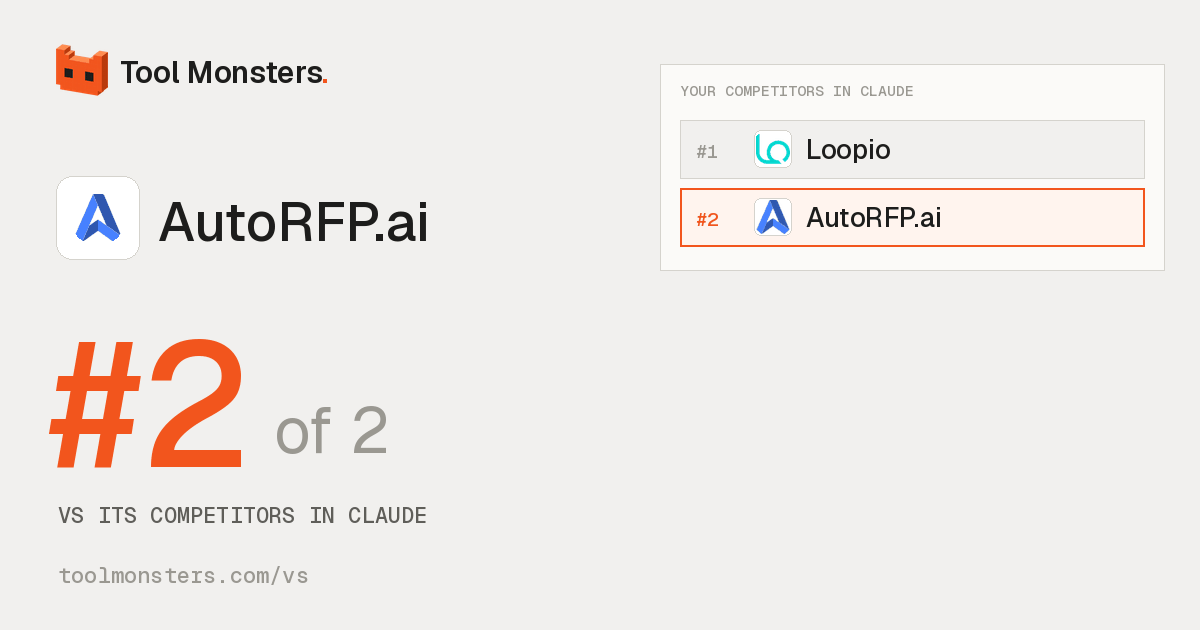 Tool Monsters.
AutoRFP.ai
#2 of 2
VS ITS COMPETITORS IN CLAUDE
toolmonsters.com/vs
YOUR COMPETITORS IN CLAUDE
#1 Loopio
#2 AutoRFP.ai